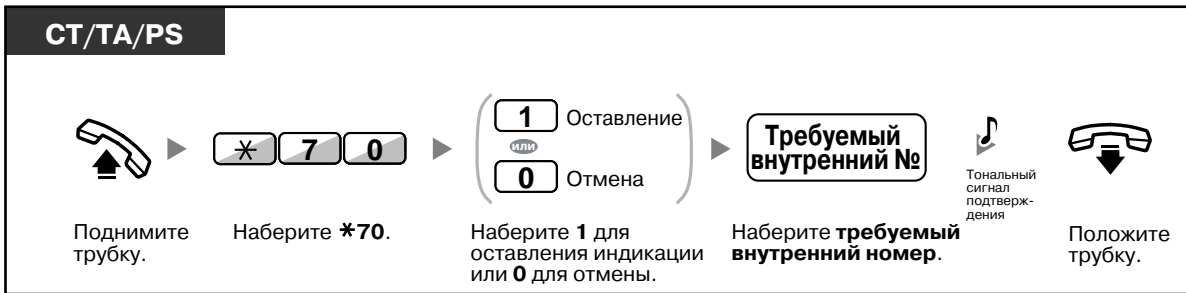 CT/TA/PS
1 Оставление
или
0 Отмена
✳ 7 0
Требуемый
внутренний №
Тональный
сигнал
подтверж-
дения
Поднимите
трубку.
Наберите ✳70.
Наберите 1 для
оставления индикации
или 0 для отмены.
Наберите требуемый
внутренний номер.
Положите
трубку.